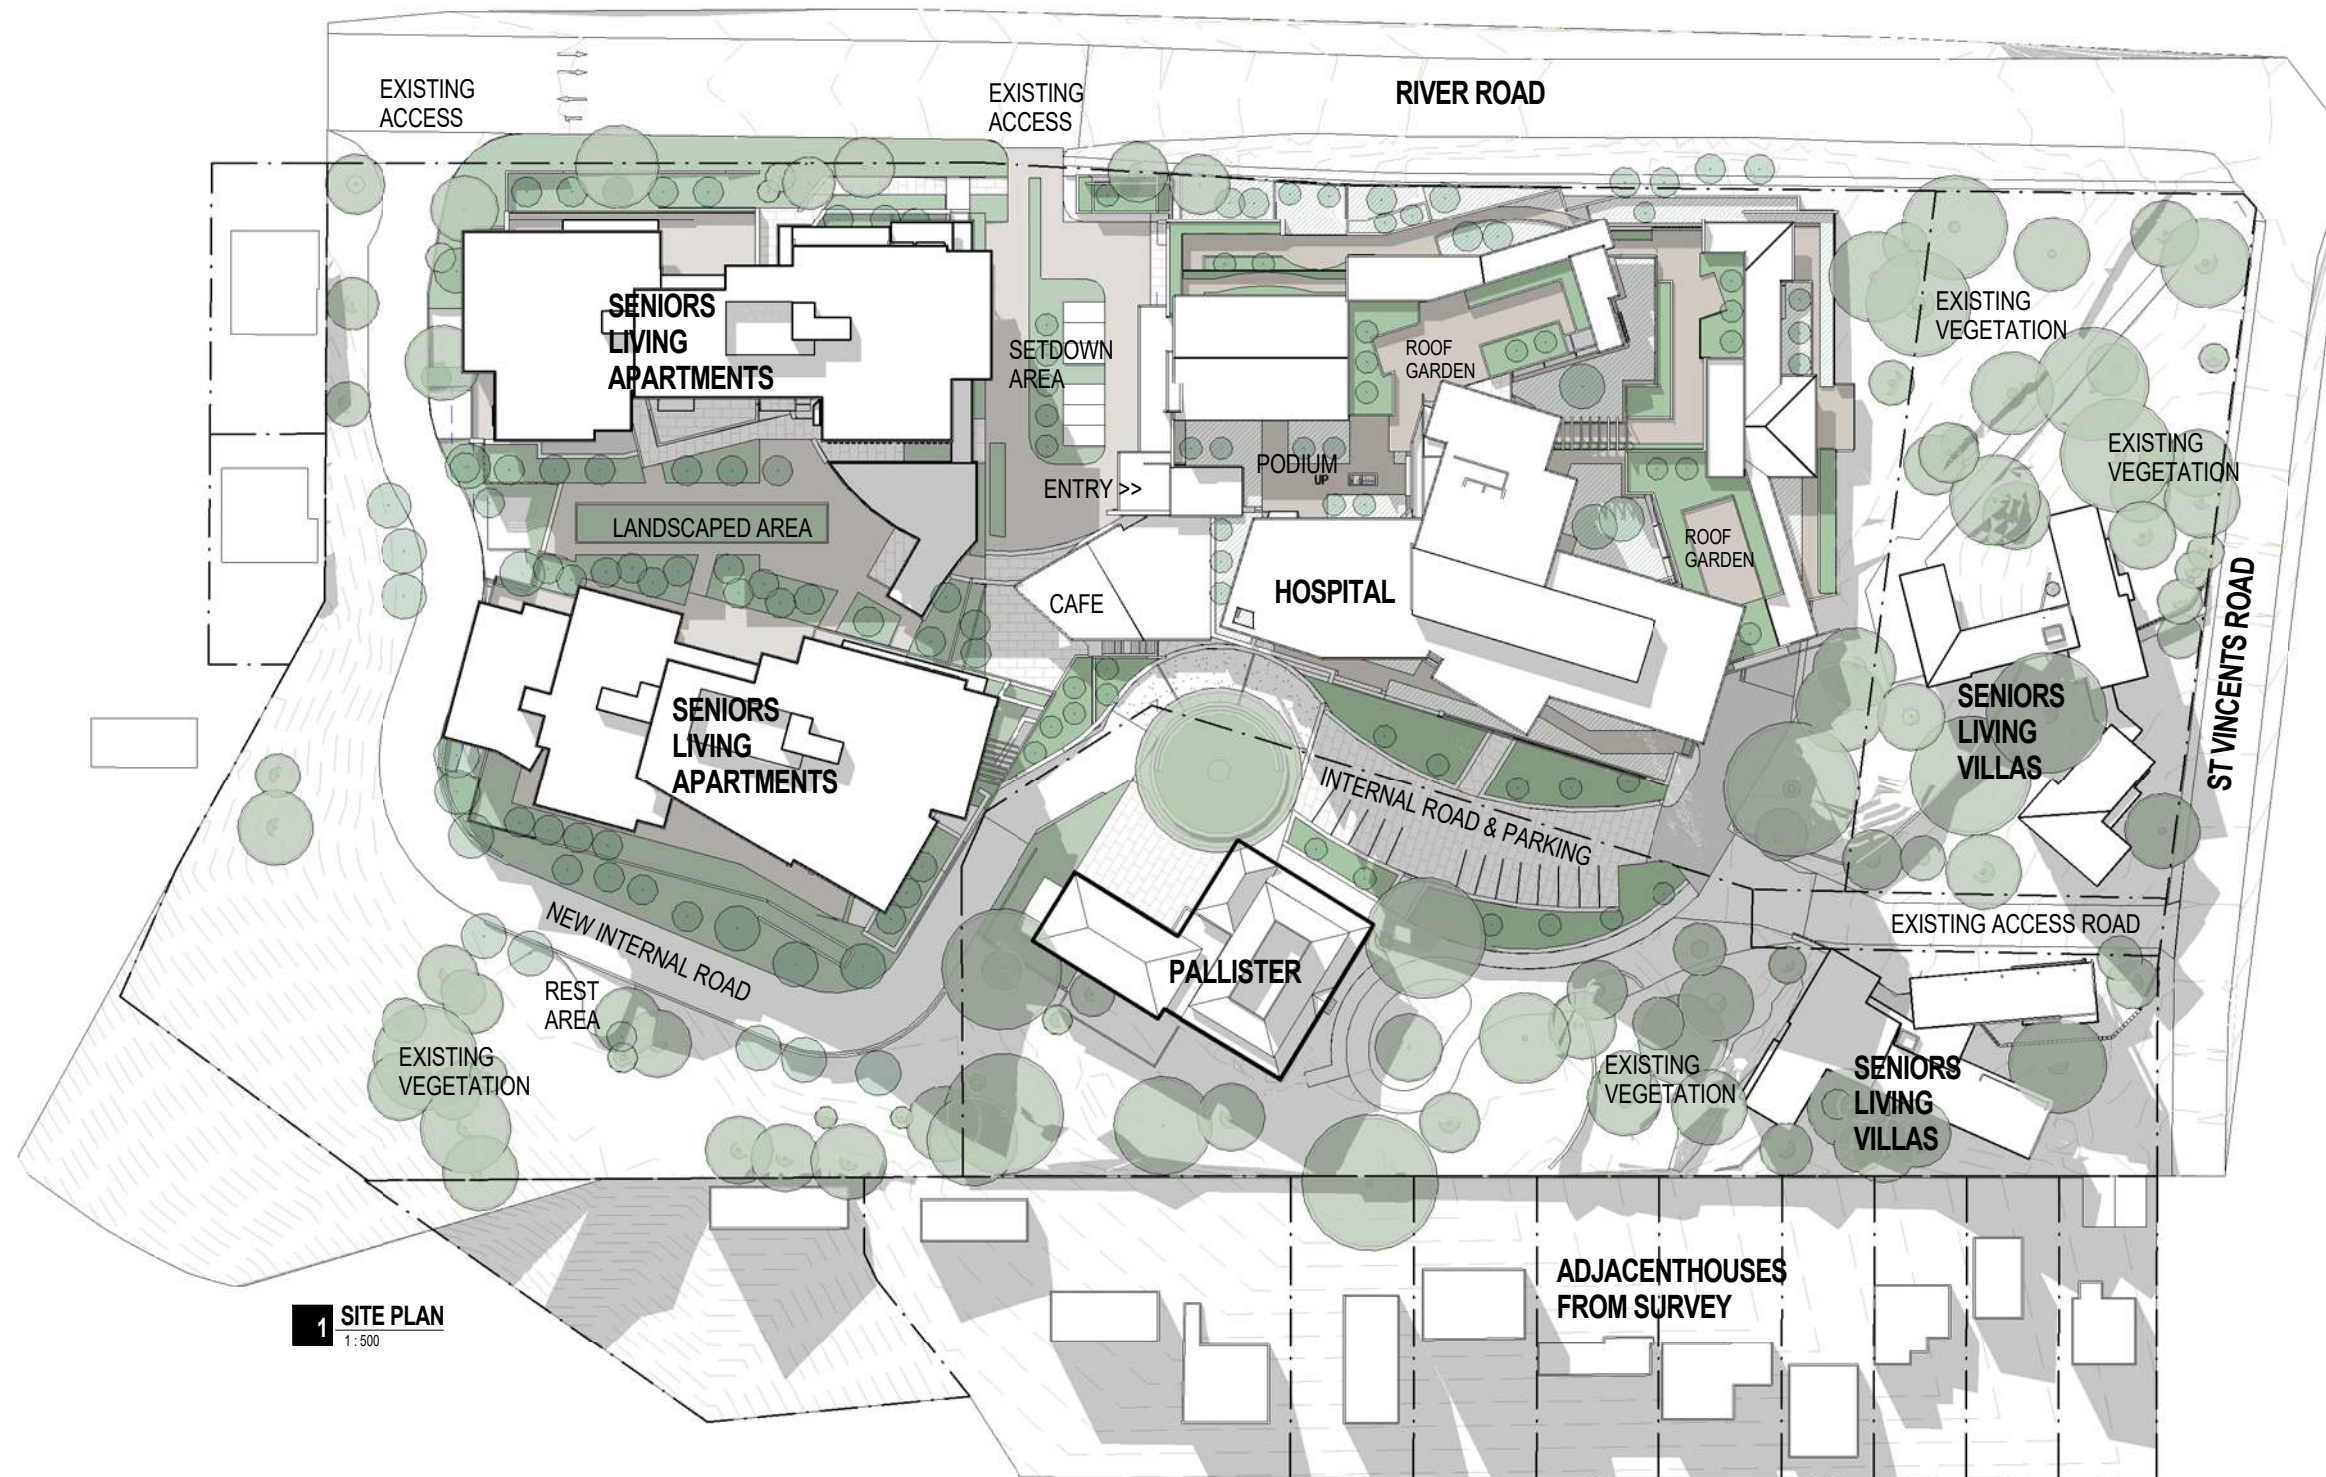 EXISTING
ACCESS
EXISTING
ACCESS
RIVER ROAD
SENIORS
LIVING
APARTMENTS
SETDOWN
AREA
ROOF
GARDEN
EXISTING
VEGETATION
EXISTING
VEGETATION
ENTRY >>
PODIUM
UP
LANDSCAPED AREA
ROOF
GARDEN
CAFE
HOSPITAL
ST VINCENTS ROAD
SENIORS
LIVING
APARTMENTS
SENIORS
LIVING
VILLAS
INTERNAL ROAD & PARKING
NEW INTERNAL ROAD
EXISTING ACCESS ROAD
PALLISTER
REST
AREA
EXISTING
VEGETATION
EXISTING
VEGETATION
SENIORS
LIVING
VILLAS
ADJACENTHOUSES
FROM SURVEY
1 SITE PLAN
1 : 500